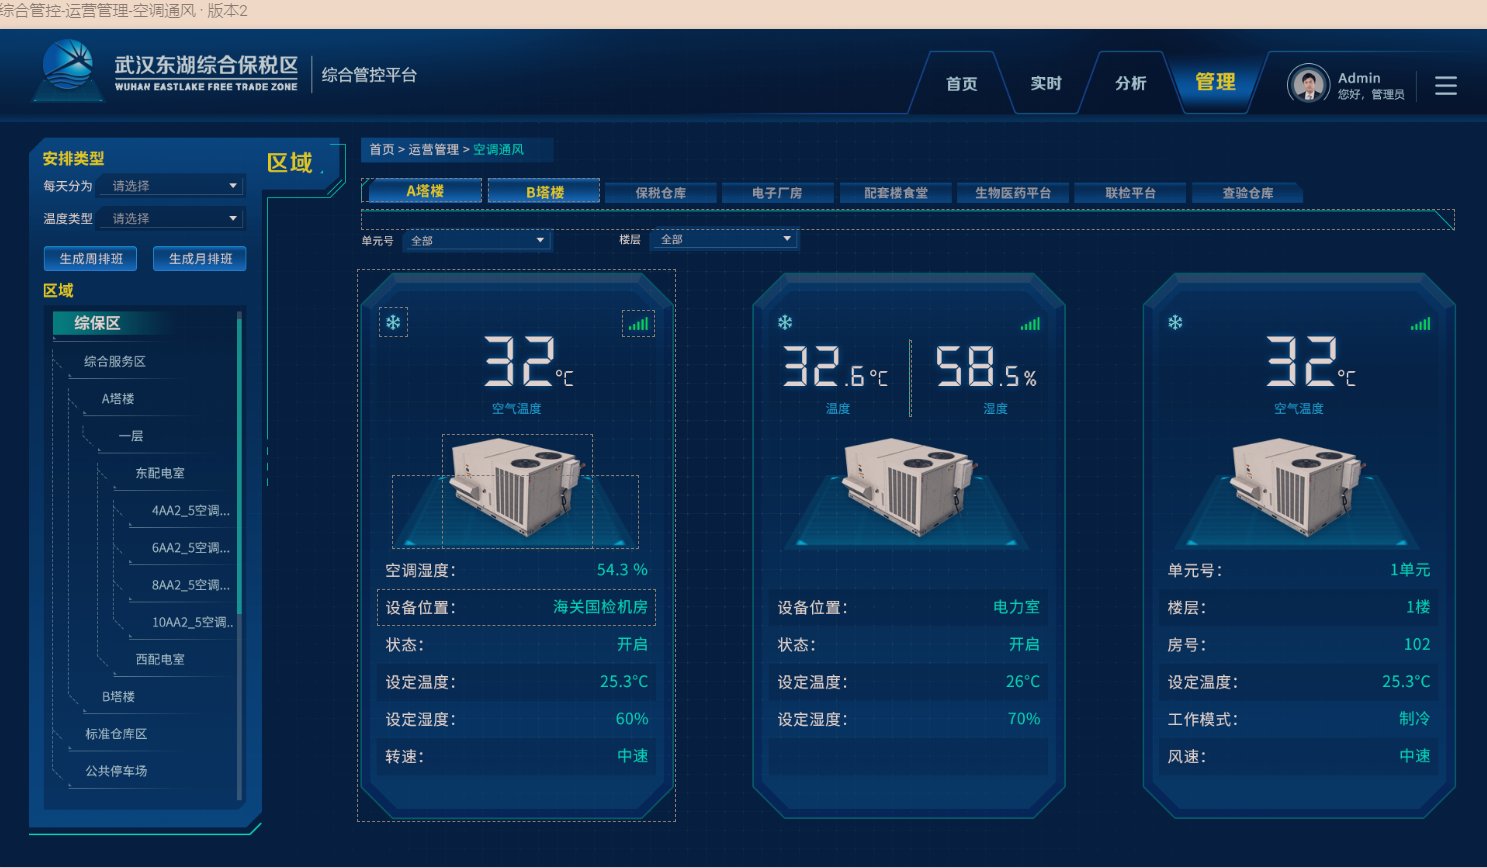 综合管控-运营管理-空调通风 · 版本2
武汉东湖综合保税区
WUHAN EASTLAKE FREE TRADE ZONE
综合管控平台
首页
实时
分析
管理
Admin
您好，管理员
安排类型
每天分为 请选择
温度类型 请选择
生成周排班 生成月排班
区域
综保区
综合服务区
A塔楼
一层
东配电室
4AA2_5空调...
6AA2_5空调...
8AA2_5空调...
10AA2_5空调..
西配电室
B塔楼
标准仓库区
公共停车场
区域
首页 > 运营管理 > 空调通风
A塔楼 B塔楼 保税仓库 电子厂房 配套楼食堂 生物医药平台 联检平台 查验仓库
单元号 全部 楼层 全部
32℃
空气温度
空调湿度： 54.3 %
设备位置： 海关国检机房
状态： 开启
设定温度： 25.3°C
设定湿度： 60%
转速： 中速
32.6℃ 58.5%
温度 湿度
设备位置： 电力室
状态： 开启
设定温度： 26°C
设定湿度： 70%
32℃
空气温度
单元号： 1单元
楼层： 1楼
房号： 102
设定温度： 25.3°C
工作模式： 制冷
风速： 中速